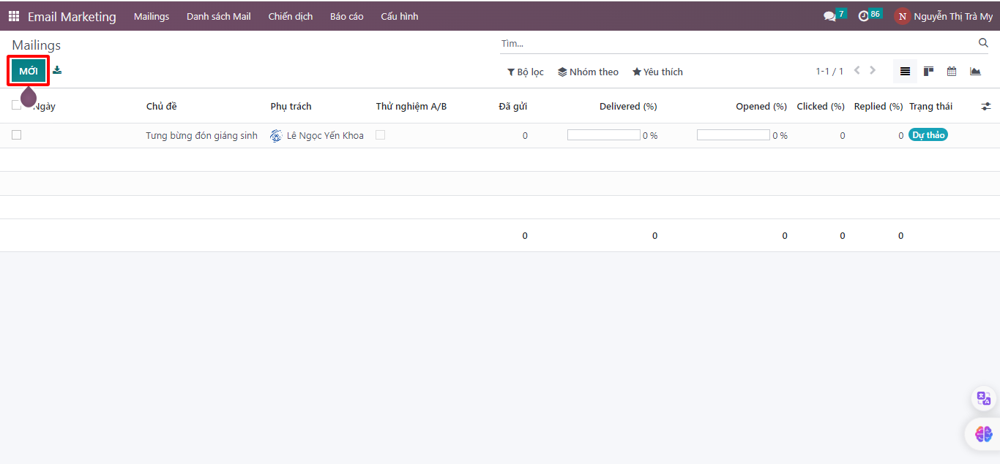 Email Marketing Mailings Danh sách Mail Chiến dịch Báo cáo Cấu hình 7 86 N Nguyễn Thị Trà My
Mailings Tìm...
MỚI Bộ lọc Nhóm theo Yêu thích 1-1 / 1
Ngày Chủ đề Phụ trách Thử nghiệm A/B Đã gửi Delivered (%) Opened (%) Clicked (%) Replied (%) Trạng thái
Tưng bừng đón giáng sinh Lê Ngọc Yến Khoa 0 0 % 0 % 0 0 Dự thảo
0 0 0 0 0